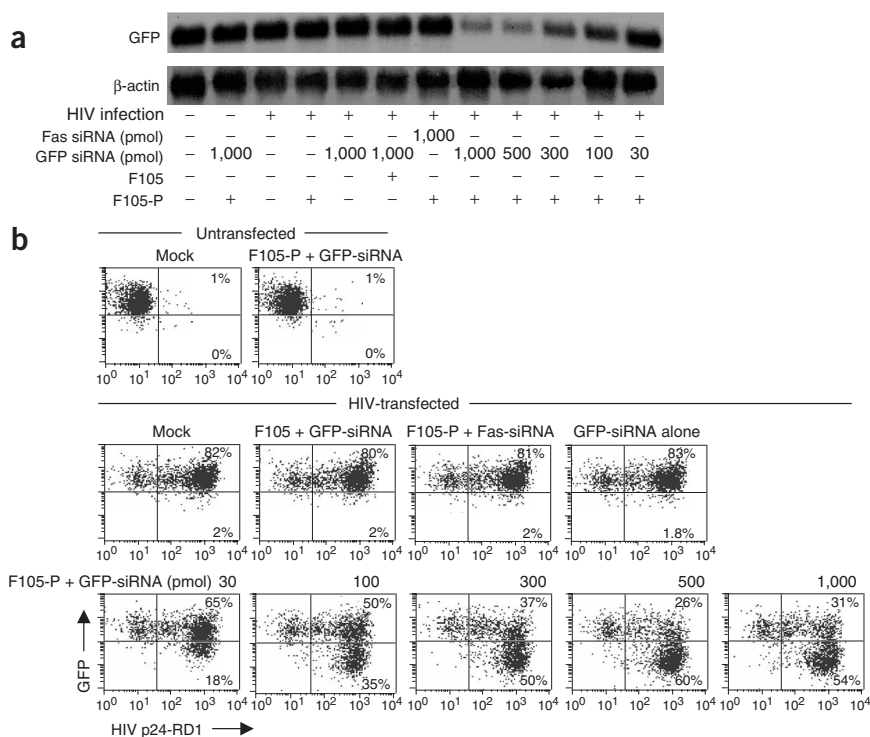 a
GFP
β-actin
HIV infection – – + + + + + + + + + +
Fas siRNA (pmol) – – – – – – 1,000 – – – – –
GFP siRNA (pmol) – 1,000 – – 1,000 1,000 – 1,000 500 300 100 30
F105 – – – – – + – – – – – –
F105-P – + – + – – + + + + + +
b
Untransfected
Mock F105-P + GFP-siRNA
1% 1%
0% 0%
10⁰ 10¹ 10² 10³ 10⁴ 10⁰ 10¹ 10² 10³ 10⁴
HIV-transfected
Mock F105 + GFP-siRNA F105-P + Fas-siRNA GFP-siRNA alone
82% 80% 81% 83%
2% 2% 2% 1.8%
10⁰ 10¹ 10² 10³ 10⁴ 10⁰ 10¹ 10² 10³ 10⁴ 10⁰ 10¹ 10² 10³ 10⁴ 10⁰ 10¹ 10² 10³ 10⁴
F105-P + GFP-siRNA (pmol) 30 100 300 500 1,000
65% 50% 37% 26% 31%
GFP
18% 35% 50% 60% 54%
10⁰ 10¹ 10² 10³ 10⁴ 10⁰ 10¹ 10² 10³ 10⁴ 10⁰ 10¹ 10² 10³ 10⁴ 10⁰ 10¹ 10² 10³ 10⁴ 10⁰ 10¹ 10² 10³ 10⁴
HIV p24-RD1